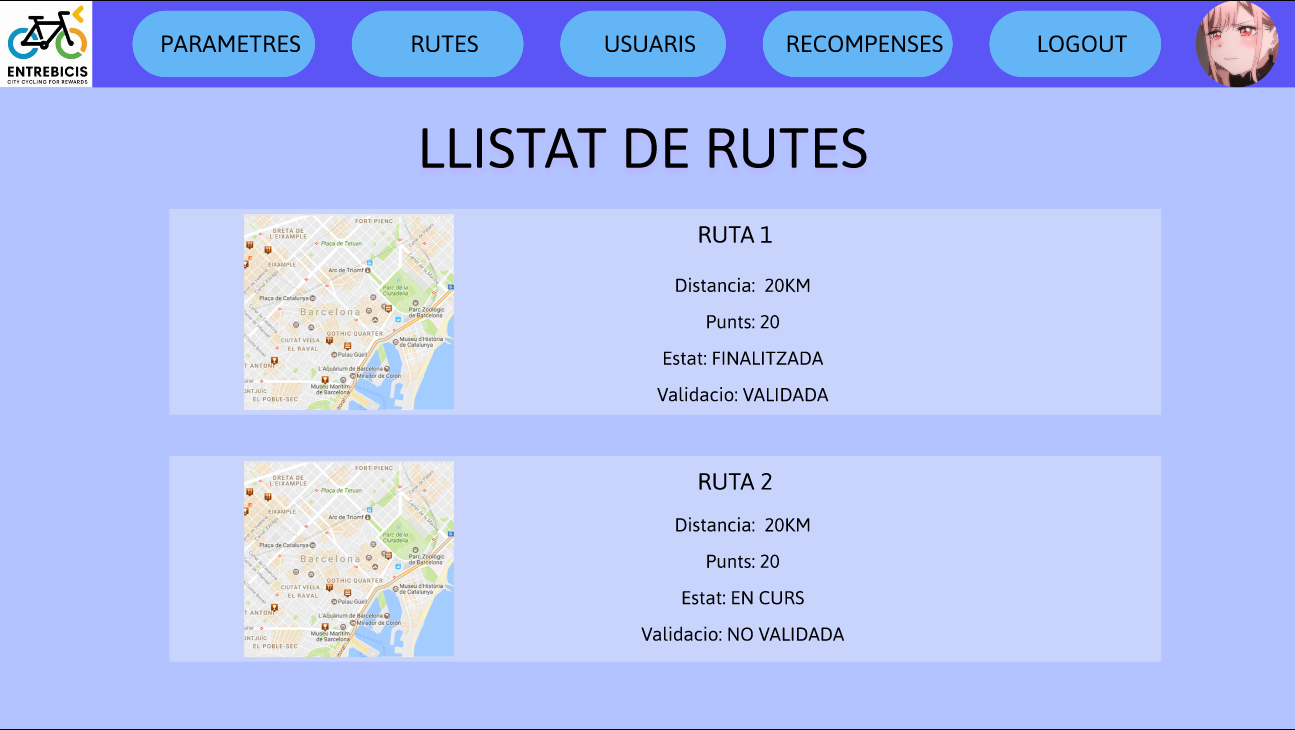 ENTREBICIS
CITY CYCLING FOR REWARDS
PARAMETRES
RUTES
USUARIS
RECOMPENSES
LOGOUT
LLISTAT DE RUTES
FORT PIENC
DRETA DE
L'EIXAMPLE
Plaça de Tetuan
EIXAMPLE
Arc de Triomf
Parc de la
Ciutadella
Plaça de Catalunya
Barcelona
Parc Zoològic
de Barcelona
GOTHIC QUARTER
CIUTAT VELLA
Museu d'Història
de Catalunya
EL RAVAL
Palau Güell
T ANTONI
L'Aquàrium de Barcelona
Mirador de Colón
Museu Marítim
de Barcelona
NTJUÏC
EL POBLE-SEC
RUTA 1
Distancia: 20KM
Punts: 20
Estat: FINALITZADA
Validacio: VALIDADA
FORT PIENC
DRETA DE
L'EIXAMPLE
Plaça de Tetuan
EIXAMPLE
Arc de Triomf
Parc de la
Ciutadella
Plaça de Catalunya
Barcelona
Parc Zoològic
de Barcelona
GOTHIC QUARTER
CIUTAT VELLA
Museu d'Història
de Catalunya
EL RAVAL
Palau Güell
T ANTONI
L'Aquàrium de Barcelona
Mirador de Colón
Museu Marítim
de Barcelona
NTJUÏC
EL POBLE-SEC
RUTA 2
Distancia: 20KM
Punts: 20
Estat: EN CURS
Validacio: NO VALIDADA